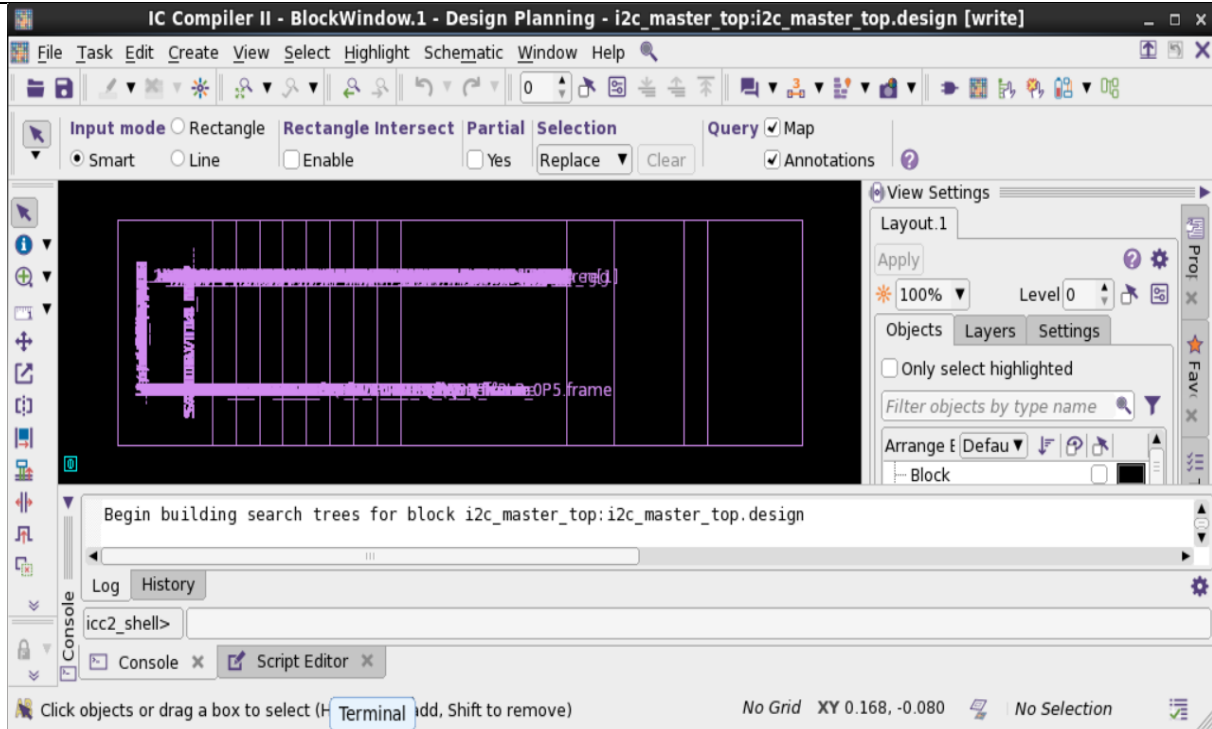 IC Compiler II - BlockWindow.1 - Design Planning - i2c_master_top:i2c_master_top.design [write]
File Task Edit Create View Select Highlight Schematic Window Help
0
Input mode Rectangle Rectangle Intersect Partial Selection Query Map
Smart Line Enable Yes Replace Clear Annotations
View Settings
Layout.1
Apply
100% Level 0
Objects Layers Settings
Only select highlighted
Filter objects by type name
Arrange Defau
Block
Prop
Fav
0P5.frame
Begin building search trees for block i2c_master_top:i2c_master_top.design
Log History
icc2_shell>
Console
Console Script Editor
Click objects or drag a box to select (H dd, Shift to remove) No Grid XY 0.168, -0.080 No Selection
Terminal